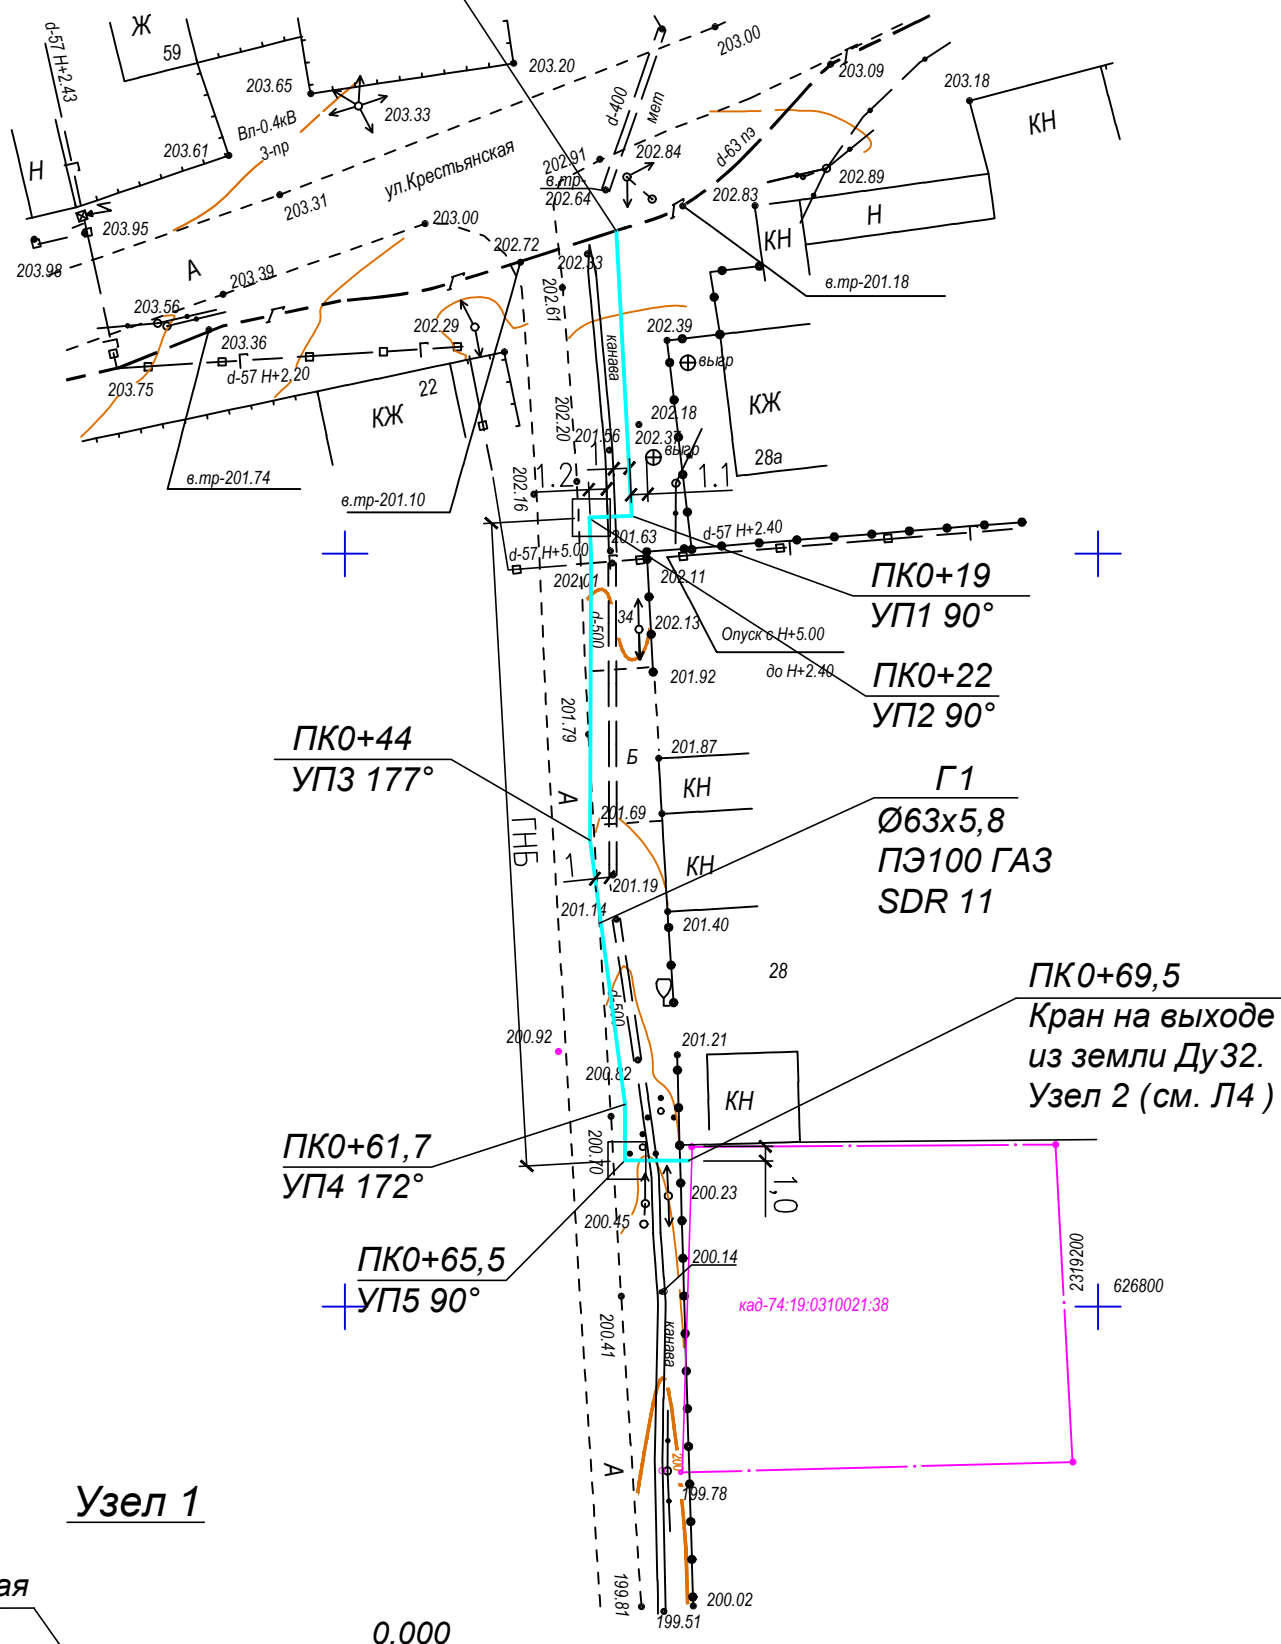 Ж
59
d-57 Н+2.43
203.65
203.20
203.00
203.09
203.18
КН
Вл-0.4кВ
3-пр
203.33
d-400
мет
d-63 пэ
203.61
Н
ул.Крестьянская
202.91
202.84
в.тр-
202.64
202.83
202.89
Н
КН
203.31
203.95
203.98
А
203.39
203.00
202.72
202.33
202.61
в.тр-201.18
203.56
203.36
202.29
203.75
d-57 Н+2.20
22
КЖ
канава
202.39
выгр
КЖ
28а
202.20
202.18
201.56
202.37
выгр
1
1.2
1.1
202.16
в.тр-201.74
в.тр-201.10
d-57 Н+5.00
201.63
d-57 Н+2.40
202.01
202.11
ПК0+19
УП1 90°
d-500
34
202.13
Опуск с Н+5.00
до Н+2.40
201.92
ПК0+22
УП2 90°
201.79
ПК0+44
УП3 177°
Б
201.87
КН
А
201.69
ГНБ
Г1
Ø63х5,8
ПЭ100 ГАЗ
SDR 11
КН
1
201.19
201.14
201.40
28
d-500
ПК0+69,5
Кран на выходе
из земли Ду32.
Узел 2 (см. Л4 )
200.92
201.21
200.82
КН
ПК0+61,7
УП4 172°
200.70
1,0
200.23
200.45
ПК0+65,5
УП5 90°
200.14
2319200
626800
кад-74:19:0310021:38
200.41
канава
А
200
199.78
Узел 1
199.81
200.02
199.51
ая
0.000